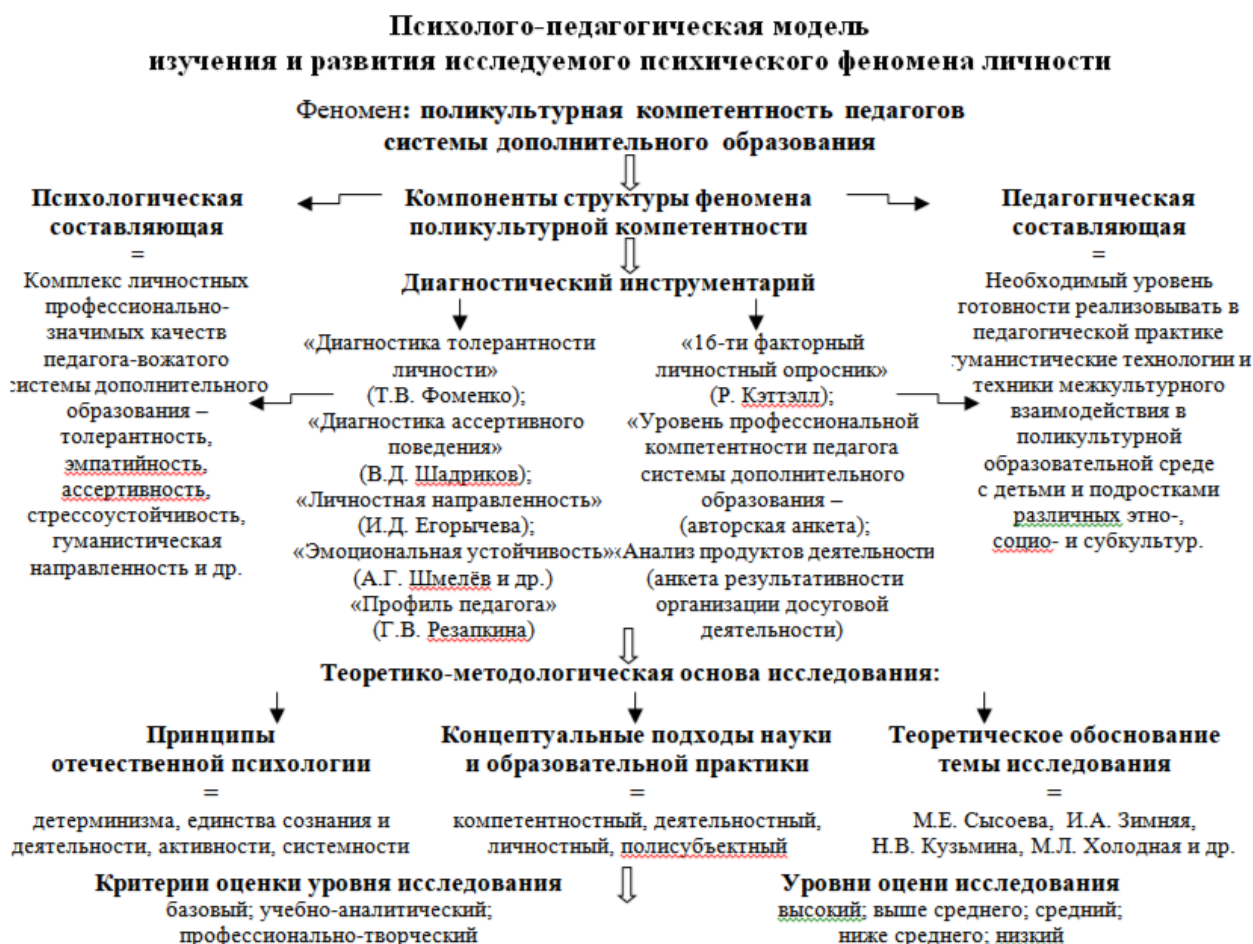 Психолого-педагогическая модель
изучения и развития исследуемого психического феномена личности
Феномен: поликультурная компетентность педагогов
системы дополнительного образования
Психологическая
составляющая
=
Комплекс личностных
профессионально-
значимых качеств
педагога-вожатого
системы дополнительного
образования –
толерантность,
эмпатийность,
ассертивность,
стрессоустойчивость,
гуманистическая
направленность и др.
Компоненты структуры феномена
поликультурной компетентности
Диагностический инструментарий
«Диагностика толерантности
личности»
(Т.В. Фоменко);
«Диагностика ассертивного
поведения»
(В.Д. Шадриков);
«Личностная направленность»
(И.Д. Егорычева);
«Эмоциональная устойчивость»
(А.Г. Шмелёв и др.)
«Профиль педагога»
(Г.В. Резапкина)
«16-ти факторный
личностный опросник»
(Р. Кэттэлл);
«Уровень профессиональной
компетентности педагога
системы дополнительного
образования –
(авторская анкета);
«Анализ продуктов деятельности
(анкета результативности
организации досуговой
деятельности)
Педагогическая
составляющая
=
Необходимый уровень
готовности реализовывать в
педагогической практике
гуманистические технологии и
техники межкультурного
взаимодействия в
поликультурной
образовательной среде
с детьми и подростками
различных этно-,
социо- и субкультур.
Теоретико-методологическая основа исследования:
Принципы
отечественной психологии
=
детерминизма, единства сознания и
деятельности, активности, системности
Концептуальные подходы науки
и образовательной практики
=
компетентностный, деятельностный,
личностный, полисубъектный
Теоретическое обоснование
темы исследования
=
М.Е. Сысоева, И.А. Зимняя,
Н.В. Кузьмина, М.Л. Холодная и др.
Критерии оценки уровня исследования
базовый; учебно-аналитический;
профессионально-творческий
Уровни оцени исследования
высокий; выше среднего; средний;
ниже среднего; низкий